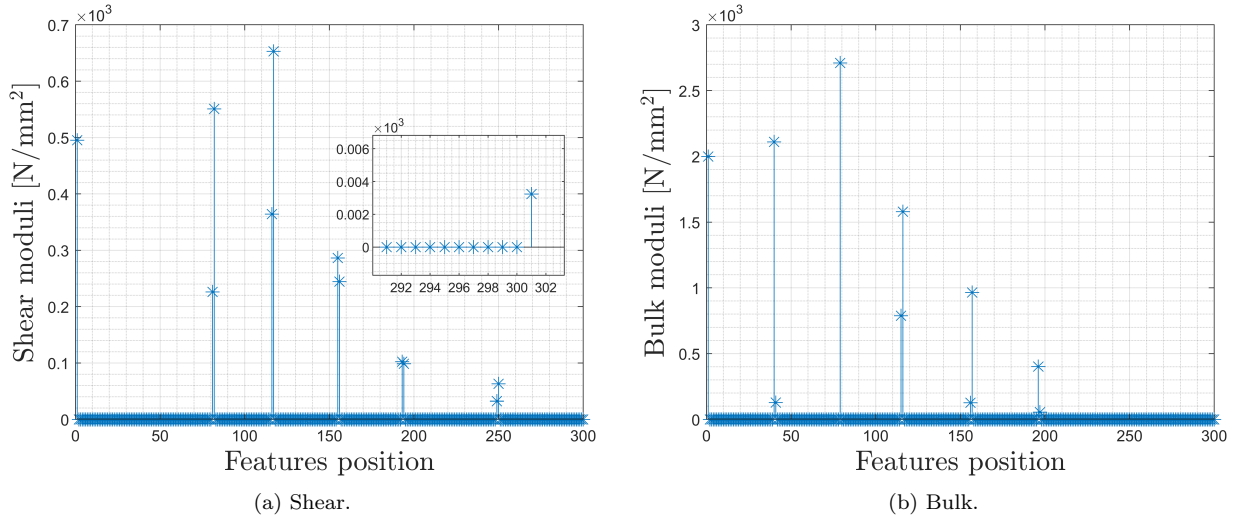 ×10³
0.7
0.6
0.5
0.4
0.3
0.2
0.1
0
Shear moduli [N/mm²]
0 50 100 150 200 250 300
Features position
×10³
0.006
0.004
0.002
0
292 294 296 298 300 302
(a) Shear.
×10³
3
2.5
2
1.5
1
0.5
0
Bulk moduli [N/mm²]
0 50 100 150 200 250 300
Features position
(b) Bulk.